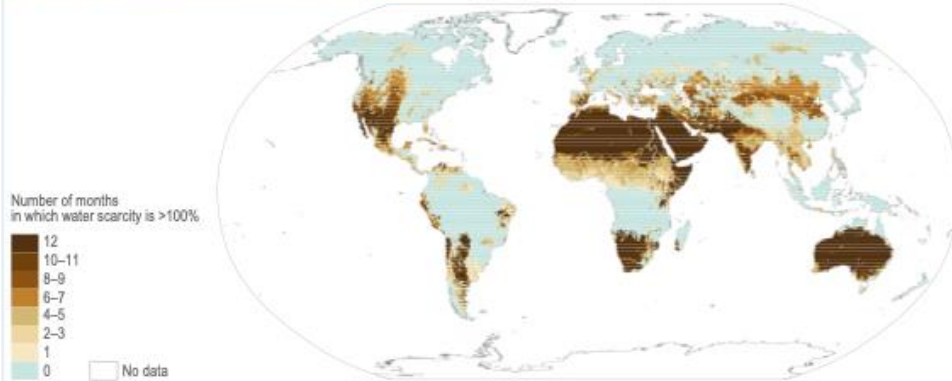 Number of months
in which water scarcity is >100%
12
10–11
8–9
6–7
4–5
2–3
1
0
No data